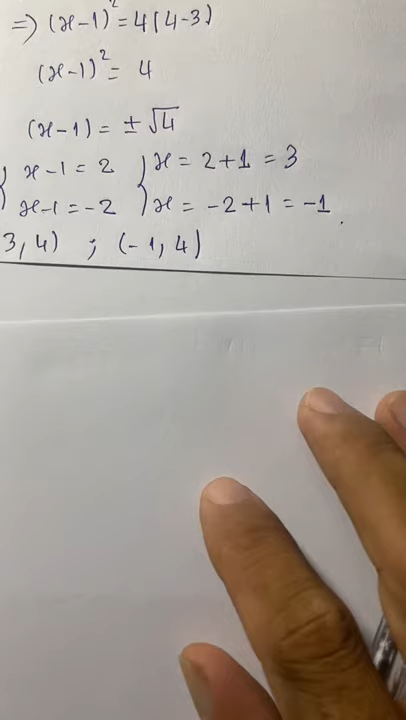 ⇒ (x-1)² = 4(4-3)
(x-1)² = 4
(x-1) = ± √4
{ x-1 = 2 } x = 2+1 = 3
{ x-1 = -2 } x = -2+1 = -1.
3,4) ; (-1,4)